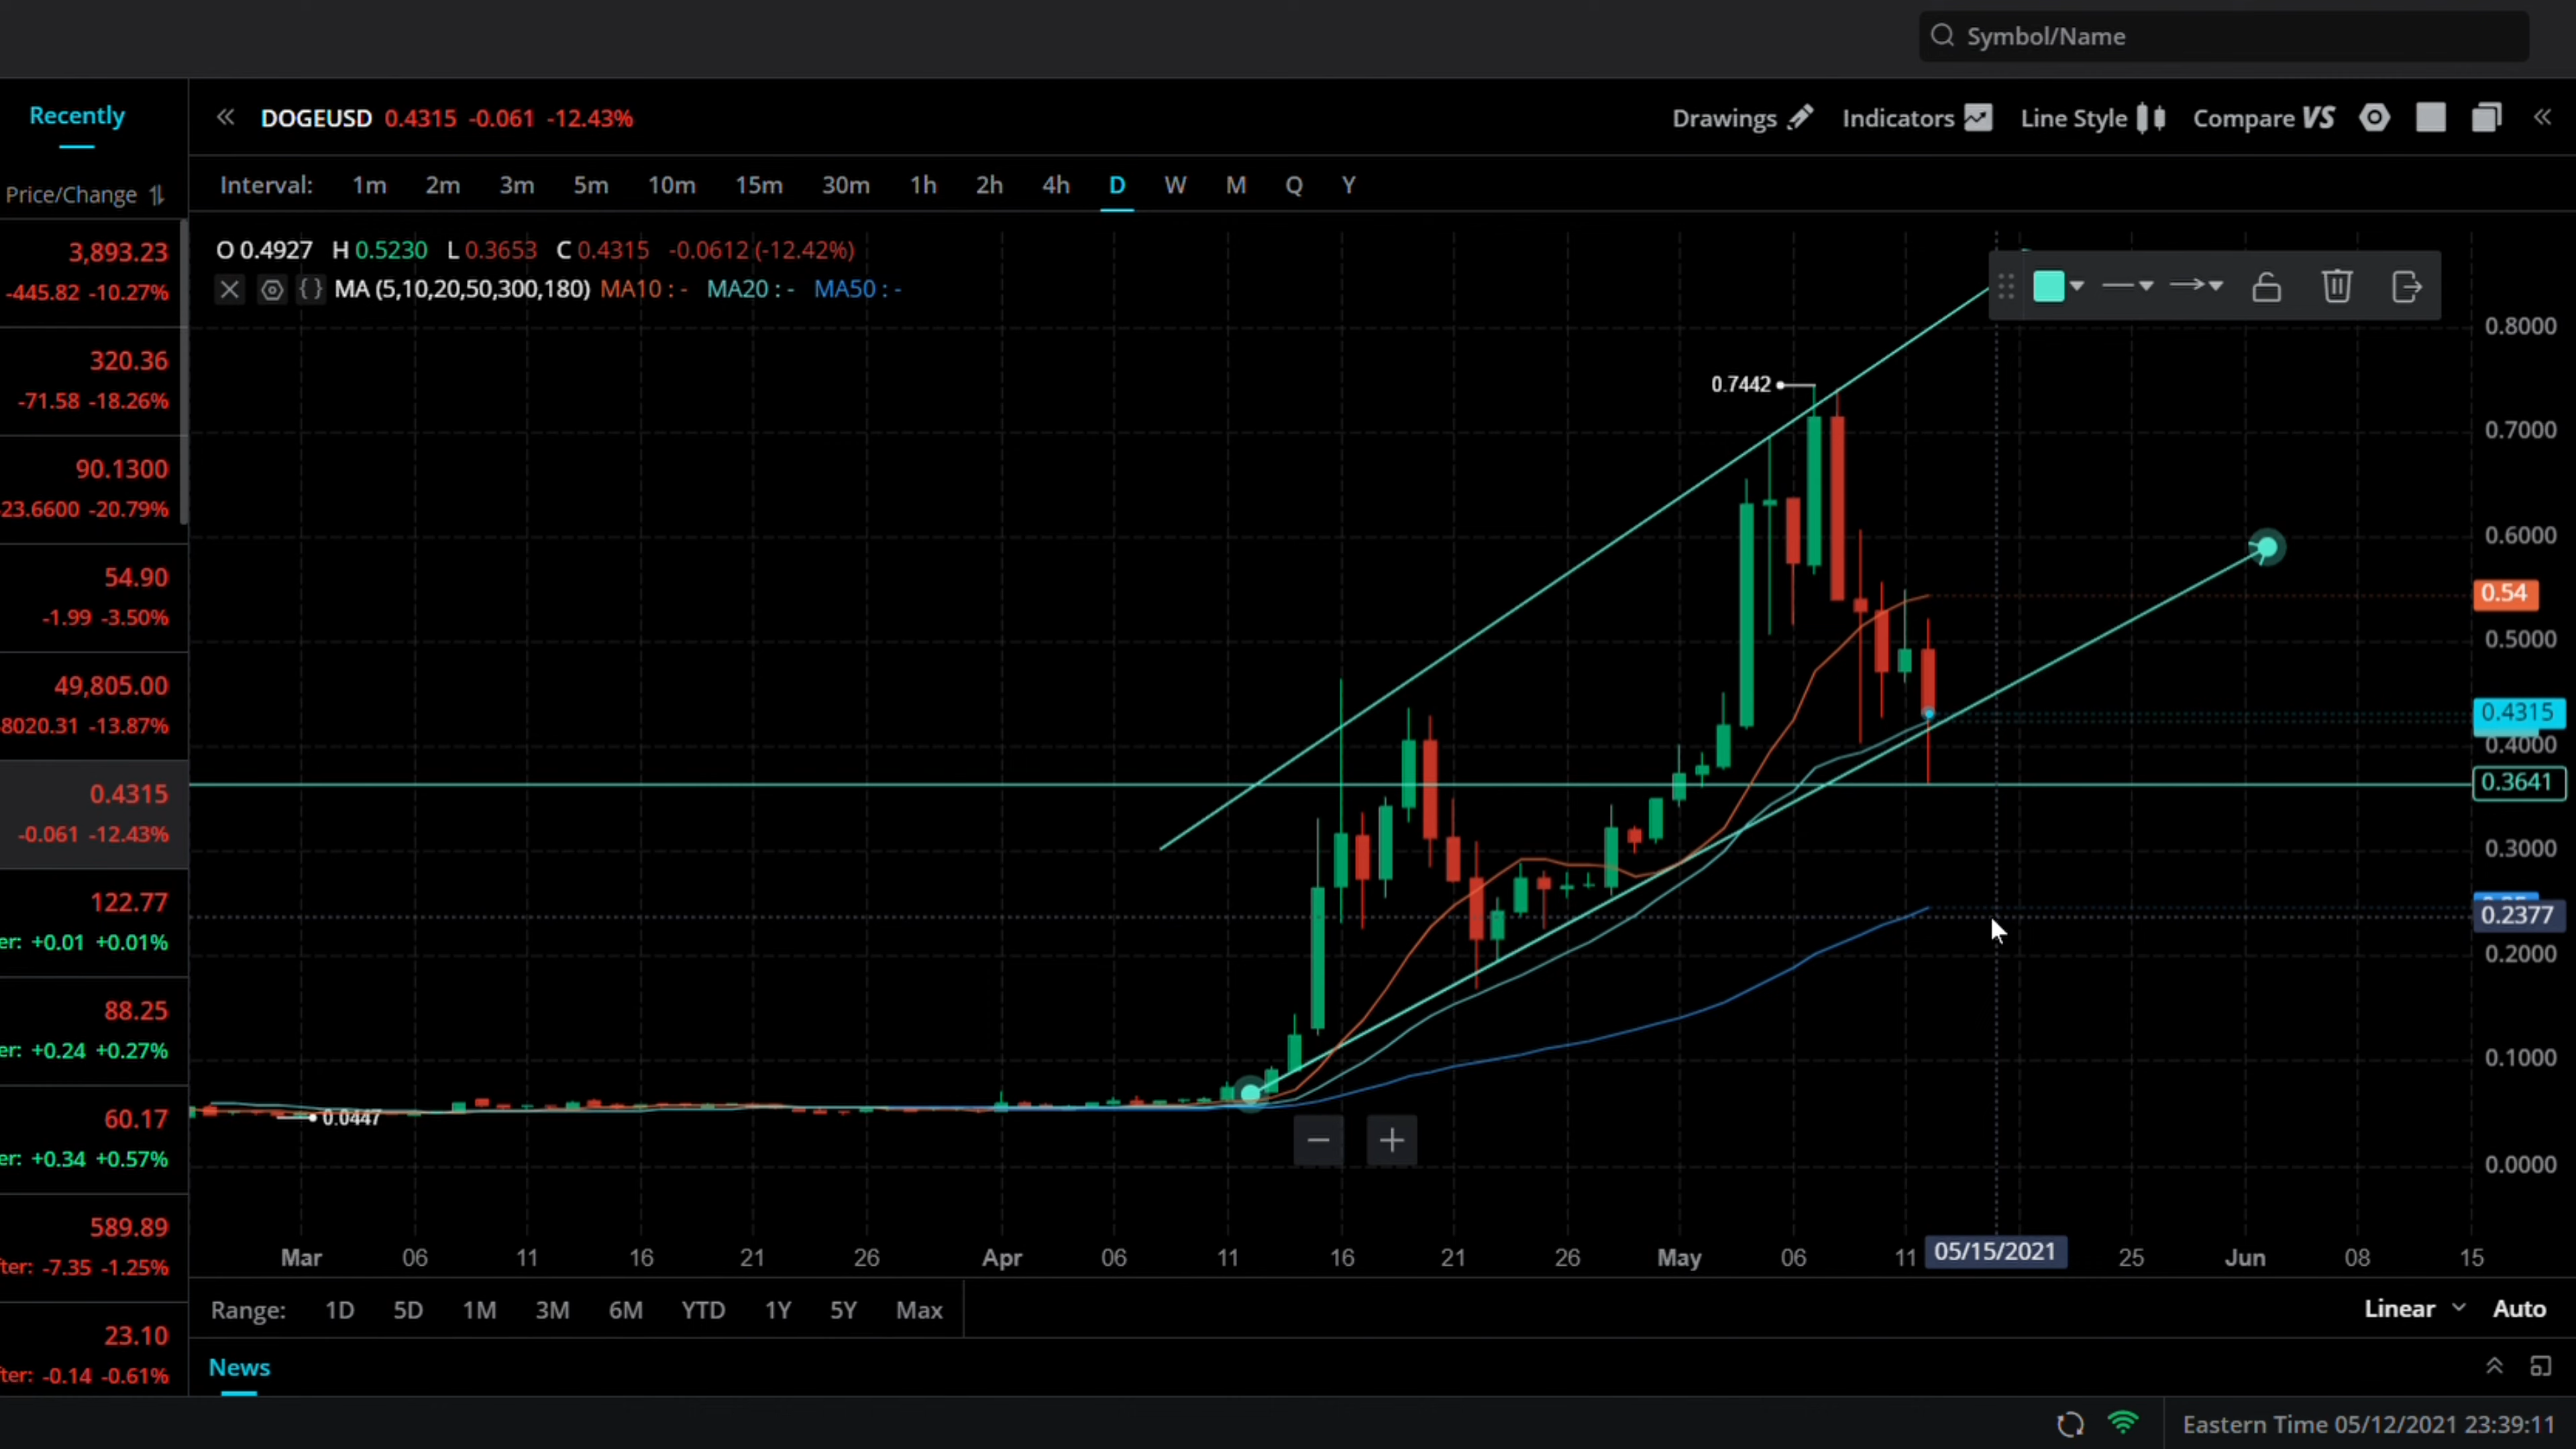 Symbol/Name
Recently
DOGEUSD 0.4315 -0.061 -12.43%
Drawings Indicators Line Style Compare VS
Price/Change
Interval: 1m 2m 3m 5m 10m 15m 30m 1h 2h 4h D W M Q Y
O 0.4927 H 0.5230 L 0.3653 C 0.4315 -0.0612 (-12.42%)
MA (5,10,20,50,300,180) MA10 : - MA20 : - MA50 : -
3,893.23
-445.82 -10.27%
320.36
-71.58 -18.26%
90.1300
23.6600 -20.79%
54.90
-1.99 -3.50%
49,805.00
8020.31 -13.87%
0.4315
-0.061 -12.43%
122.77
er: +0.01 +0.01%
88.25
er: +0.24 +0.27%
60.17
er: +0.34 +0.57%
589.89
ter: -7.35 -1.25%
23.10
fter: -0.14 -0.61%
0.7442
0.0447
0.8000
0.7000
0.6000
0.54
0.5000
0.4315
0.4000
0.3641
0.3000
0.2377
0.2000
0.1000
0.0000
Mar 06 11 16 21 26 Apr 06 11 16 21 26 May 06 11 05/15/2021 25 Jun 08 15
Range: 1D 5D 1M 3M 6M YTD 1Y 5Y Max
Linear Auto
News
Eastern Time 05/12/2021 23:39:11